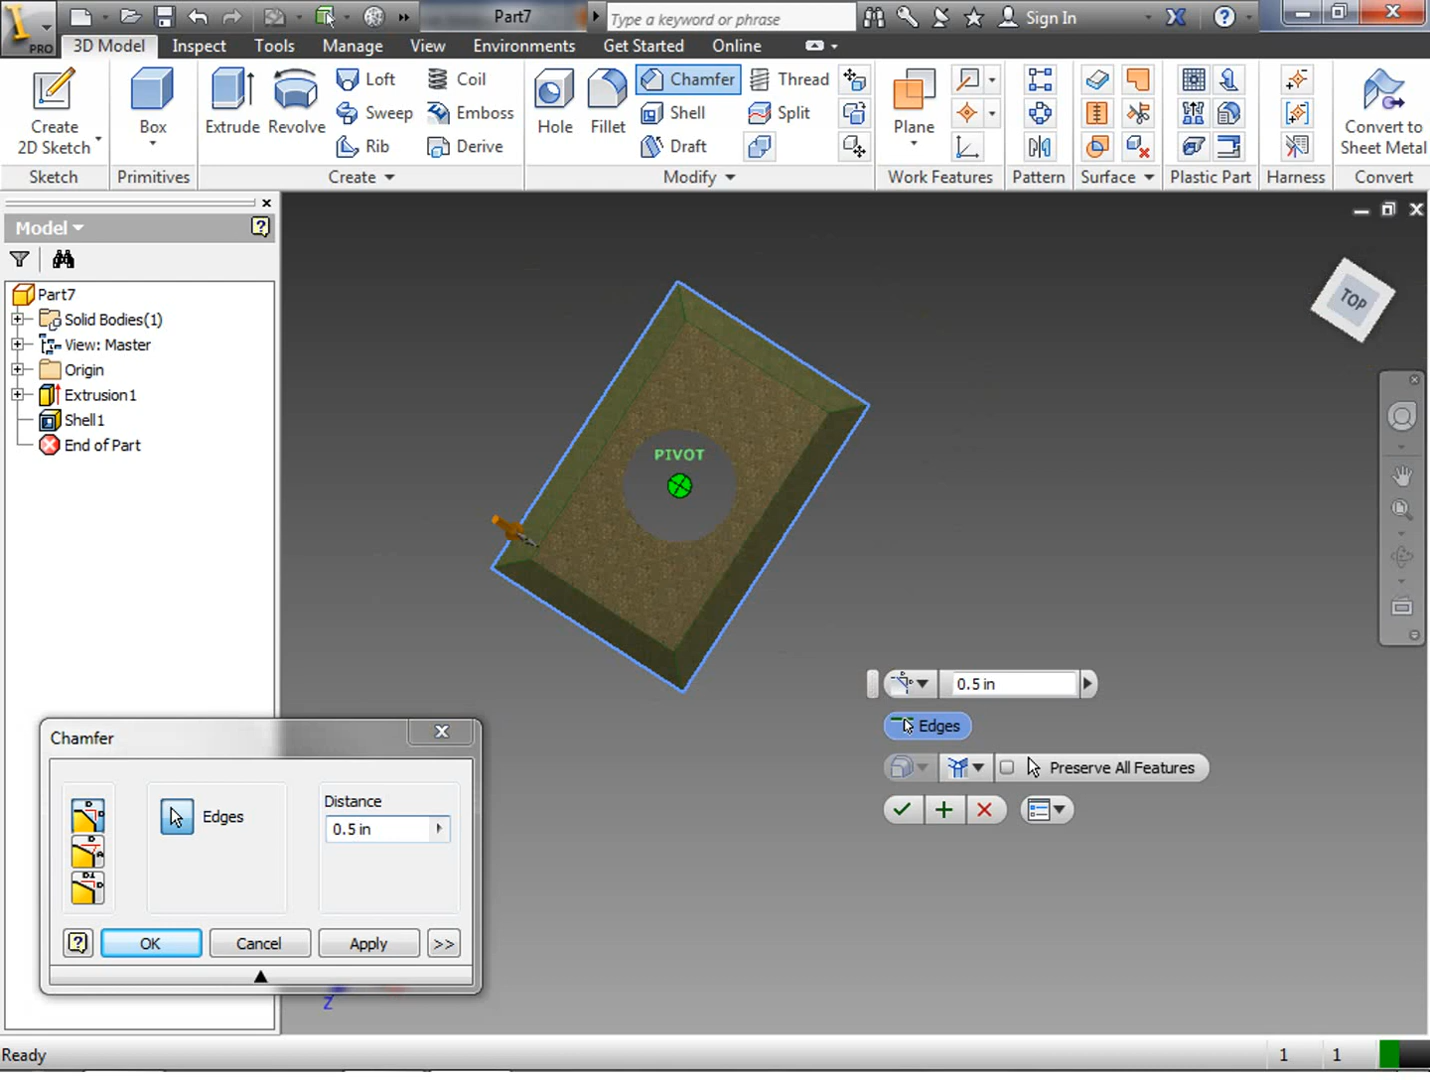 PRO
Part7
Type a keyword or phrase
Sign In
3D Model
Inspect
Tools
Manage
View
Environments
Get Started
Online
Create
2D Sketch
Box
Extrude
Revolve
Loft
Sweep
Rib
Coil
Emboss
Derive
Hole
Fillet
Chamfer
Shell
Draft
Thread
Split
Plane
Convert to
Sheet Metal
Sketch
Primitives
Create
Modify
Work Features
Pattern
Surface
Plastic Part
Harness
Convert
Model
Part7
Solid Bodies(1)
View: Master
Origin
Extrusion1
Shell1
End of Part
TOP
PIVOT
0.5 in
Edges
Preserve All Features
Chamfer
Edges
Distance
0.5 in
OK
Cancel
Apply
>>
Z
Ready
1
1